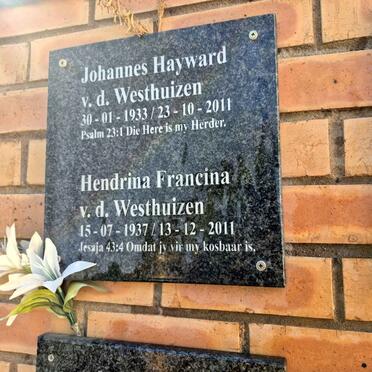 Johannes Hayward
v. d. Westhuizen
30 - 01 - 1933 / 23 - 10 - 2011
Psalm 23:1 Die Here is my Herder.
Hendrina Francina
v. d. Westhuizen
15 - 07 - 1937 / 13 - 12 - 2011
Jesaja 43:4 Omdat jy vir my kosbaar is.